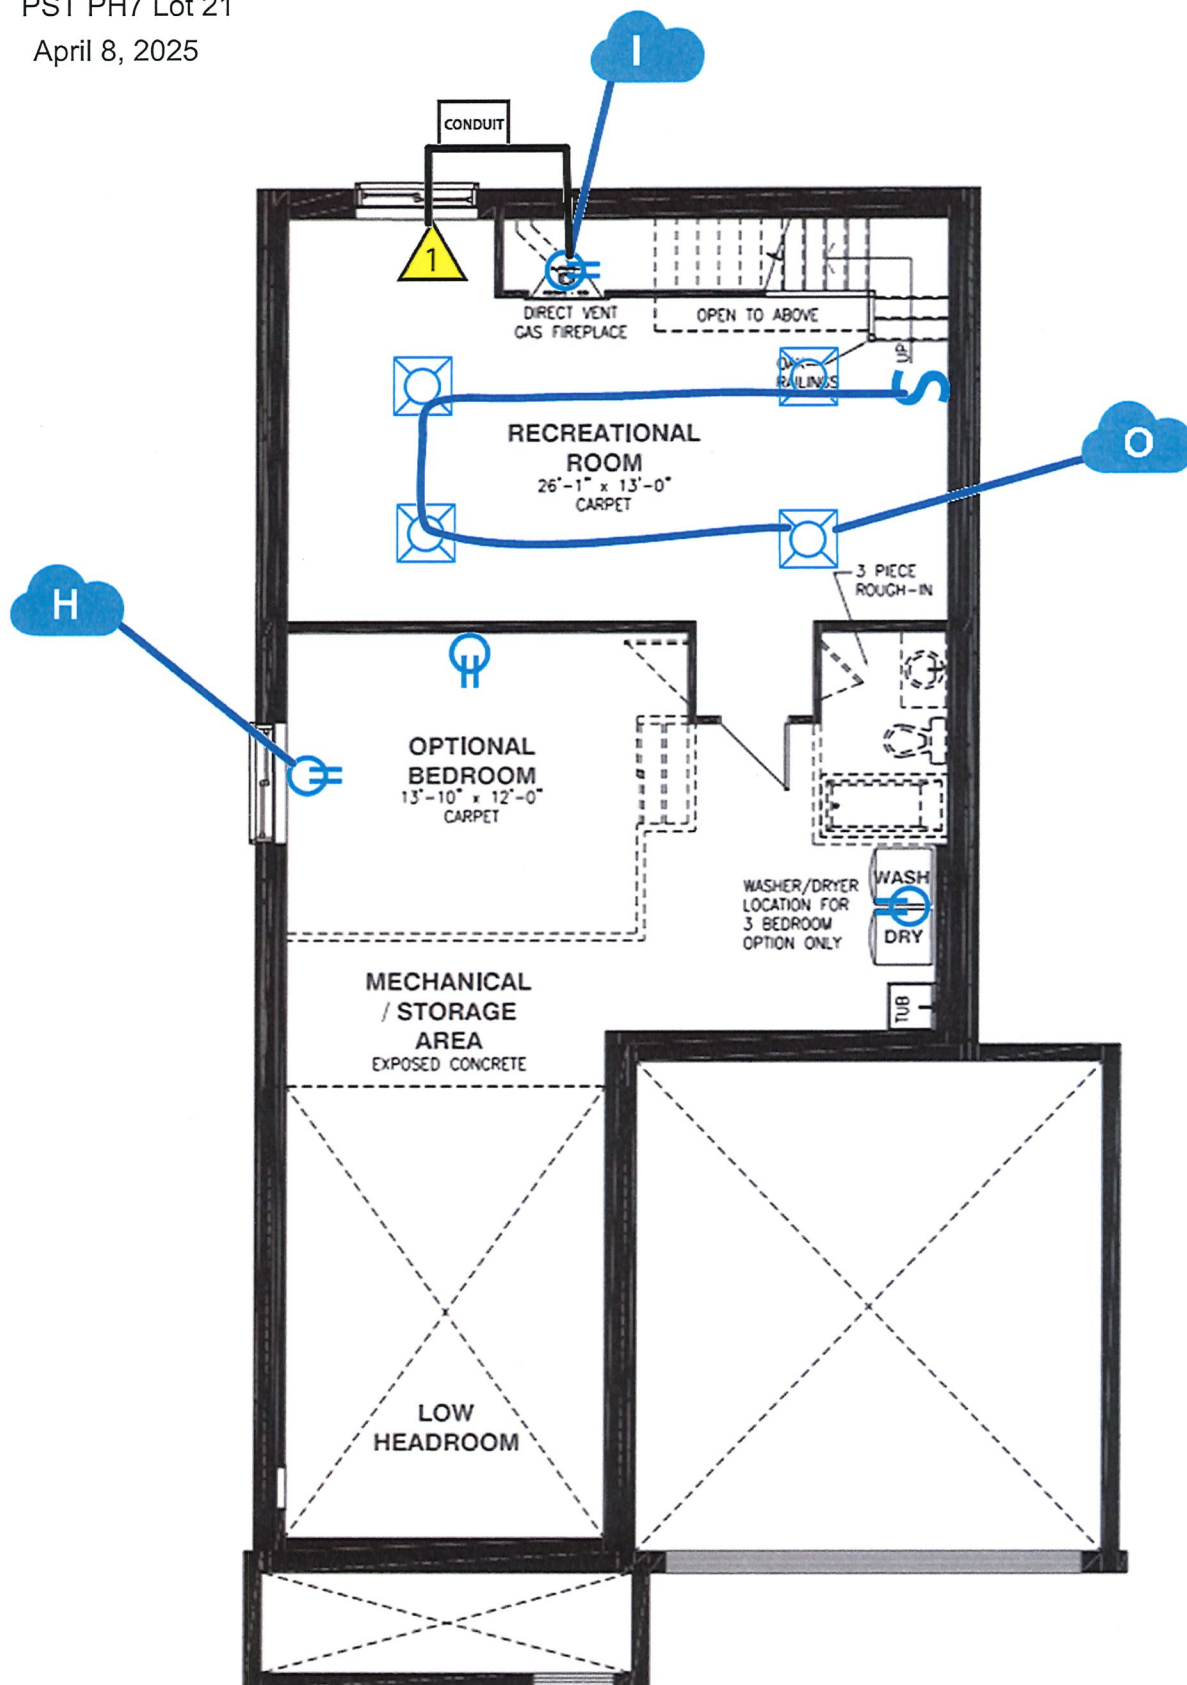 PST PH7 Lot 21
April 8, 2025
I
CONDUIT
1
DIRECT VENT
GAS FIREPLACE
OPEN TO ABOVE
UP
OAK
RAILINGS
S
O
RECREATIONAL
ROOM
26'-1" x 13'-0"
CARPET
3 PIECE
ROUGH-IN
H
OPTIONAL
BEDROOM
13'-10" x 12'-0"
CARPET
WASHER/DRYER
LOCATION FOR
3 BEDROOM
OPTION ONLY
WASH
DRY
TUB
MECHANICAL
/ STORAGE
AREA
EXPOSED CONCRETE
LOW
HEADROOM